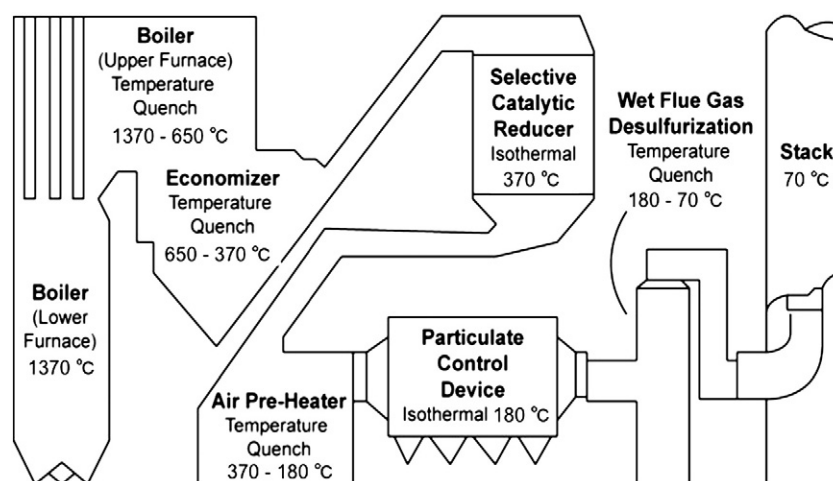 Boiler
(Upper Furnace)
Temperature
Quench
1370 - 650 °C
Economizer
Temperature
Quench
650 - 370 °C
Boiler
(Lower
Furnace)
1370 °C
Selective
Catalytic
Reducer
Isothermal
370 °C
Air Pre-Heater
Temperature
Quench
370 - 180 °C
Particulate
Control
Device
Isothermal 180 °C
Wet Flue Gas
Desulfurization
Temperature
Quench
180 - 70 °C
Stack
70 °C